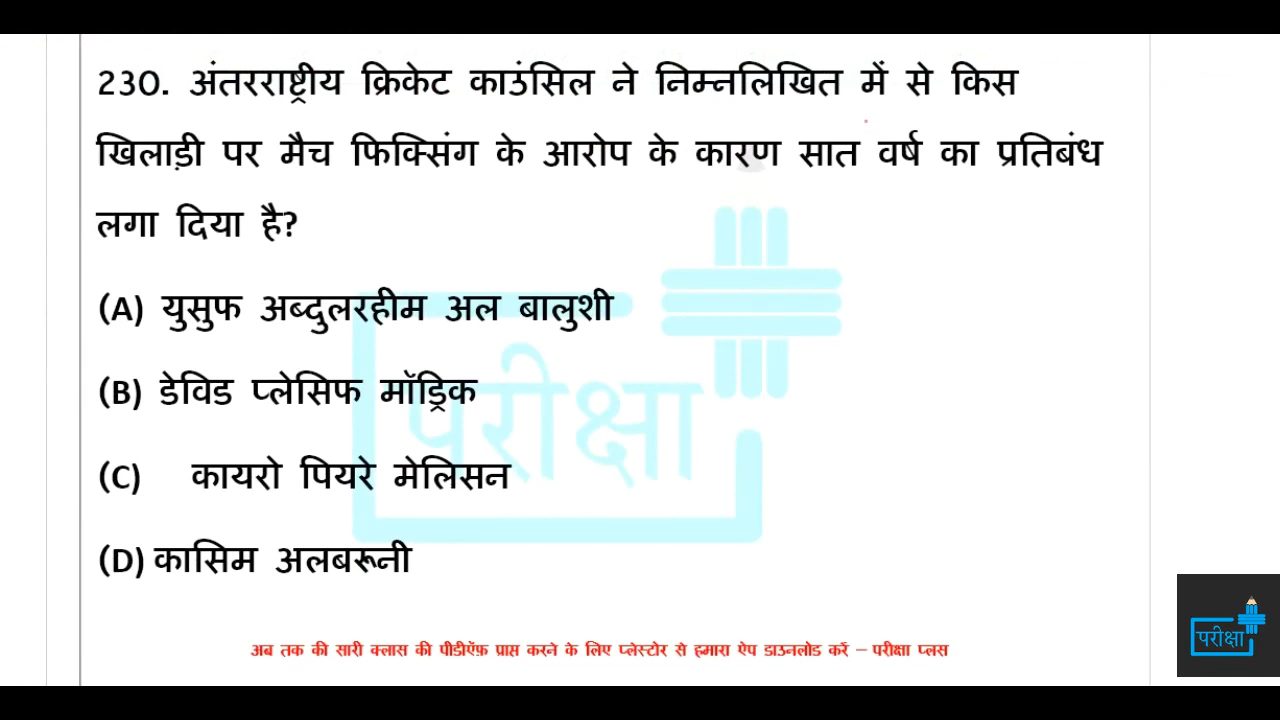 230. अंतरराष्ट्रीय क्रिकेट काउंसिल ने निम्नलिखित में से किस
खिलाड़ी पर मैच फिक्सिंग के आरोप के कारण सात वर्ष का प्रतिबंध
लगा दिया है?
(A) युसुफ अब्दुलरहीम अल बालुशी
(B) डेविड प्लेसिफ मॉड्रिक
परीक्षा
(C) कायरो पियरे मेलिसन
(D) कासिम अलबरूनी
परीक्षा
अब तक की सारी क्लास की पीडीऍफ़ प्राप्त करने के लिए प्लेस्टोर से हमारा ऐप डाउनलोड करें – परीक्षा प्लस